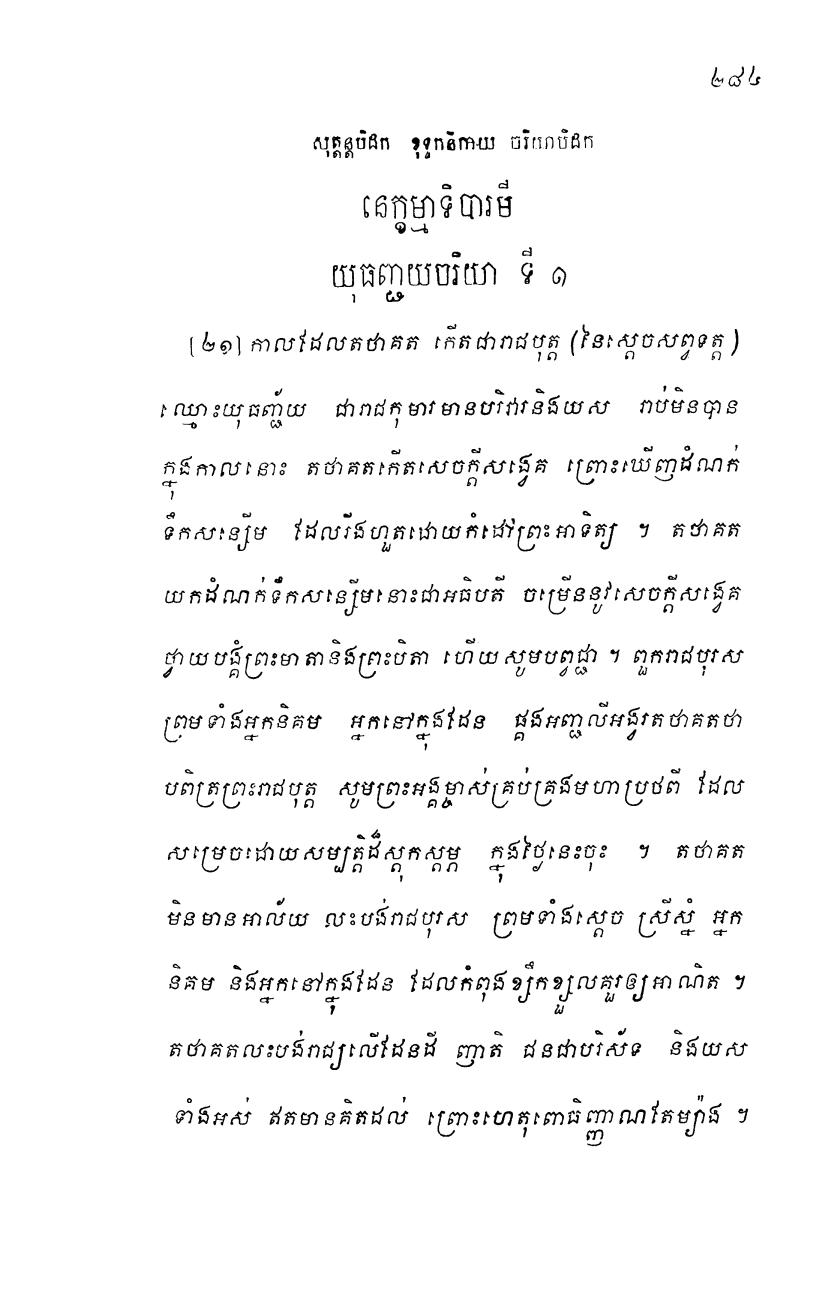 ២៨៤
សុត្តន្តបិដក ខុទ្ទកនិកាយ ចរិយាបិដក
នេក្ខម្មាទិបារមី
យុធញ្ជយចរិយា ទី ១
[២១] កាលដែលតថាគត កើតជារាជបុត្ត (នៃស្តេចសព្វទត្ត)
ឈ្មោះយុធញ្ជ័យ ជារាជកុមារមានបរិវារនិងយស រាប់មិនបាន
ក្នុងកាលនោះ តថាគតកើតសេចក្តីសង្វេគ ព្រោះឃើញដំណក់
ទឹកសន្សើម ដែលរីងហួតដោយកំដៅព្រះអាទិត្យ ។ តថាគត
យកដំណក់ទឹកសន្សើមនោះជាអធិបតី ចម្រើននូវសេចក្តីសង្វេគ
ថ្វាយបង្គំព្រះមាតានិងព្រះបិតា ហើយសូមបព្វជ្ជា ។ ពួករាជបុរស
ព្រមទាំងអ្នកនិគម អ្នកនៅក្នុងដែន ផ្គងអញ្ជលីអង្វរតថាគតថា
បពិត្រព្រះរាជបុត្ត សូមព្រះអង្គម្ចាស់គ្រប់គ្រងមហាប្រថពី ដែល
សម្រេចដោយសម្បត្តិដ៏ស្តុកស្តម្ភ ក្នុងថ្ងៃនេះចុះ ។ តថាគត
មិនមានអាល័យ លះបង់រាជបុរស ព្រមទាំងស្តេច ស្រីស្នំ អ្នក
និគម និងអ្នកនៅក្នុងដែន ដែលកំពុងខ្សឹកខ្សួលគួរឲ្យអាណិត ។
តថាគតលះបង់រាជ្យលើដែនដី ញាតិ ជនជាបរិស័ទ និងយស
ទាំងអស់ ឥតមានគិតដល់ ព្រោះហេតុពោធិញ្ញាណតែម្យ៉ាង ។